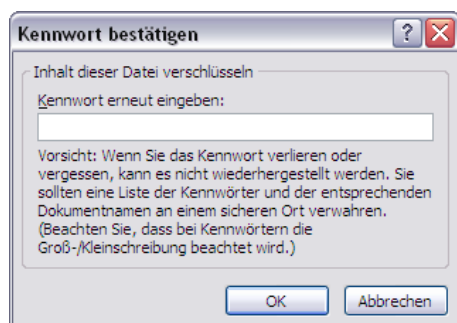 Kennwort bestätigen
Inhalt dieser Datei verschlüsseln
Kennwort erneut eingeben:
Vorsicht: Wenn Sie das Kennwort verlieren oder
vergessen, kann es nicht wiederhergestellt werden. Sie
sollten eine Liste der Kennwörter und der entsprechenden
Dokumentnamen an einem sicheren Ort verwahren.
(Beachten Sie, dass bei Kennwörtern die
Groß-/Kleinschreibung beachtet wird.)
OK Abbrechen